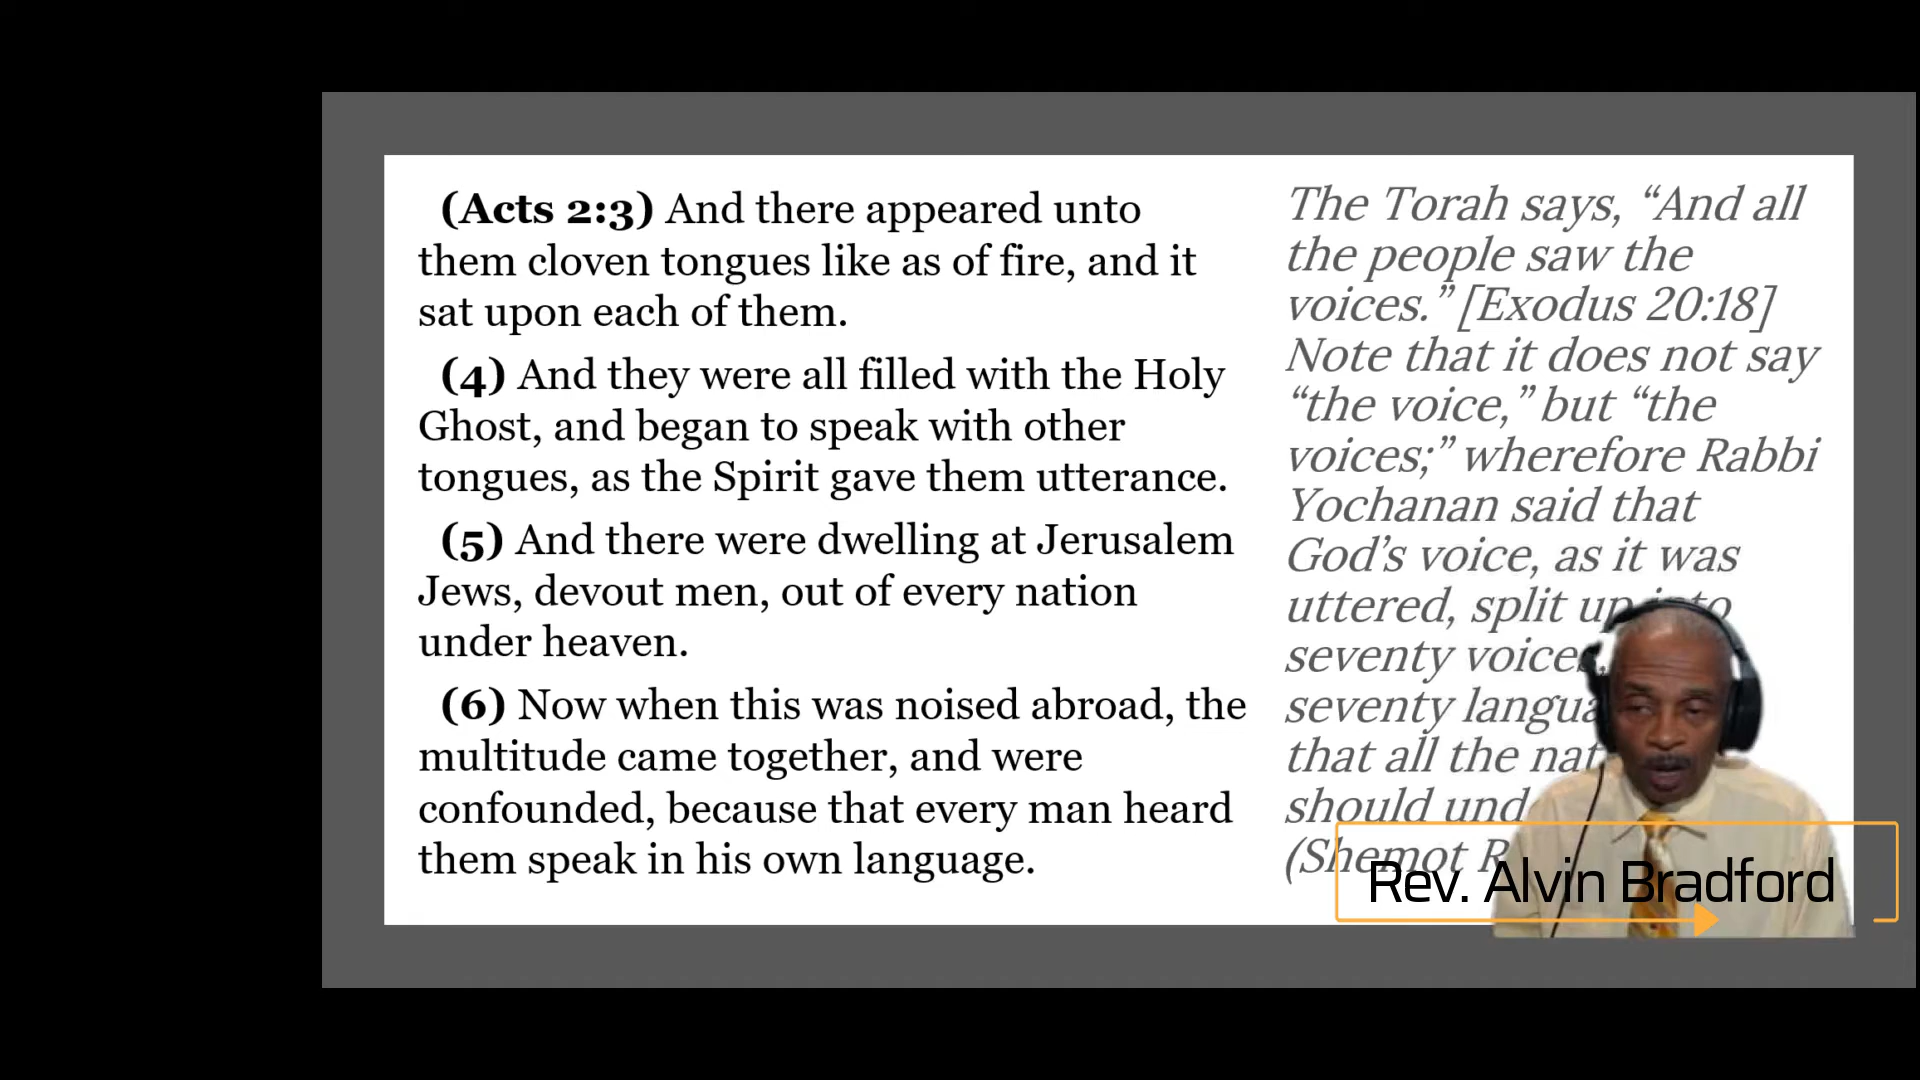 (Acts 2:3) And there appeared unto
them cloven tongues like as of fire, and it
sat upon each of them.
(4) And they were all filled with the Holy
Ghost, and began to speak with other
tongues, as the Spirit gave them utterance.
(5) And there were dwelling at Jerusalem
Jews, devout men, out of every nation
under heaven.
(6) Now when this was noised abroad, the
multitude came together, and were
confounded, because that every man heard
them speak in his own language.
The Torah says, “And all
the people saw the
voices.” [Exodus 20:18]
Note that it does not say
“the voice,” but “the
voices;” wherefore Rabbi
Yochanan said that
God’s voice, as it was
uttered, split up into
seventy voices,
seventy
that all the
should
(Shemot
Rev. Alvin Bradford